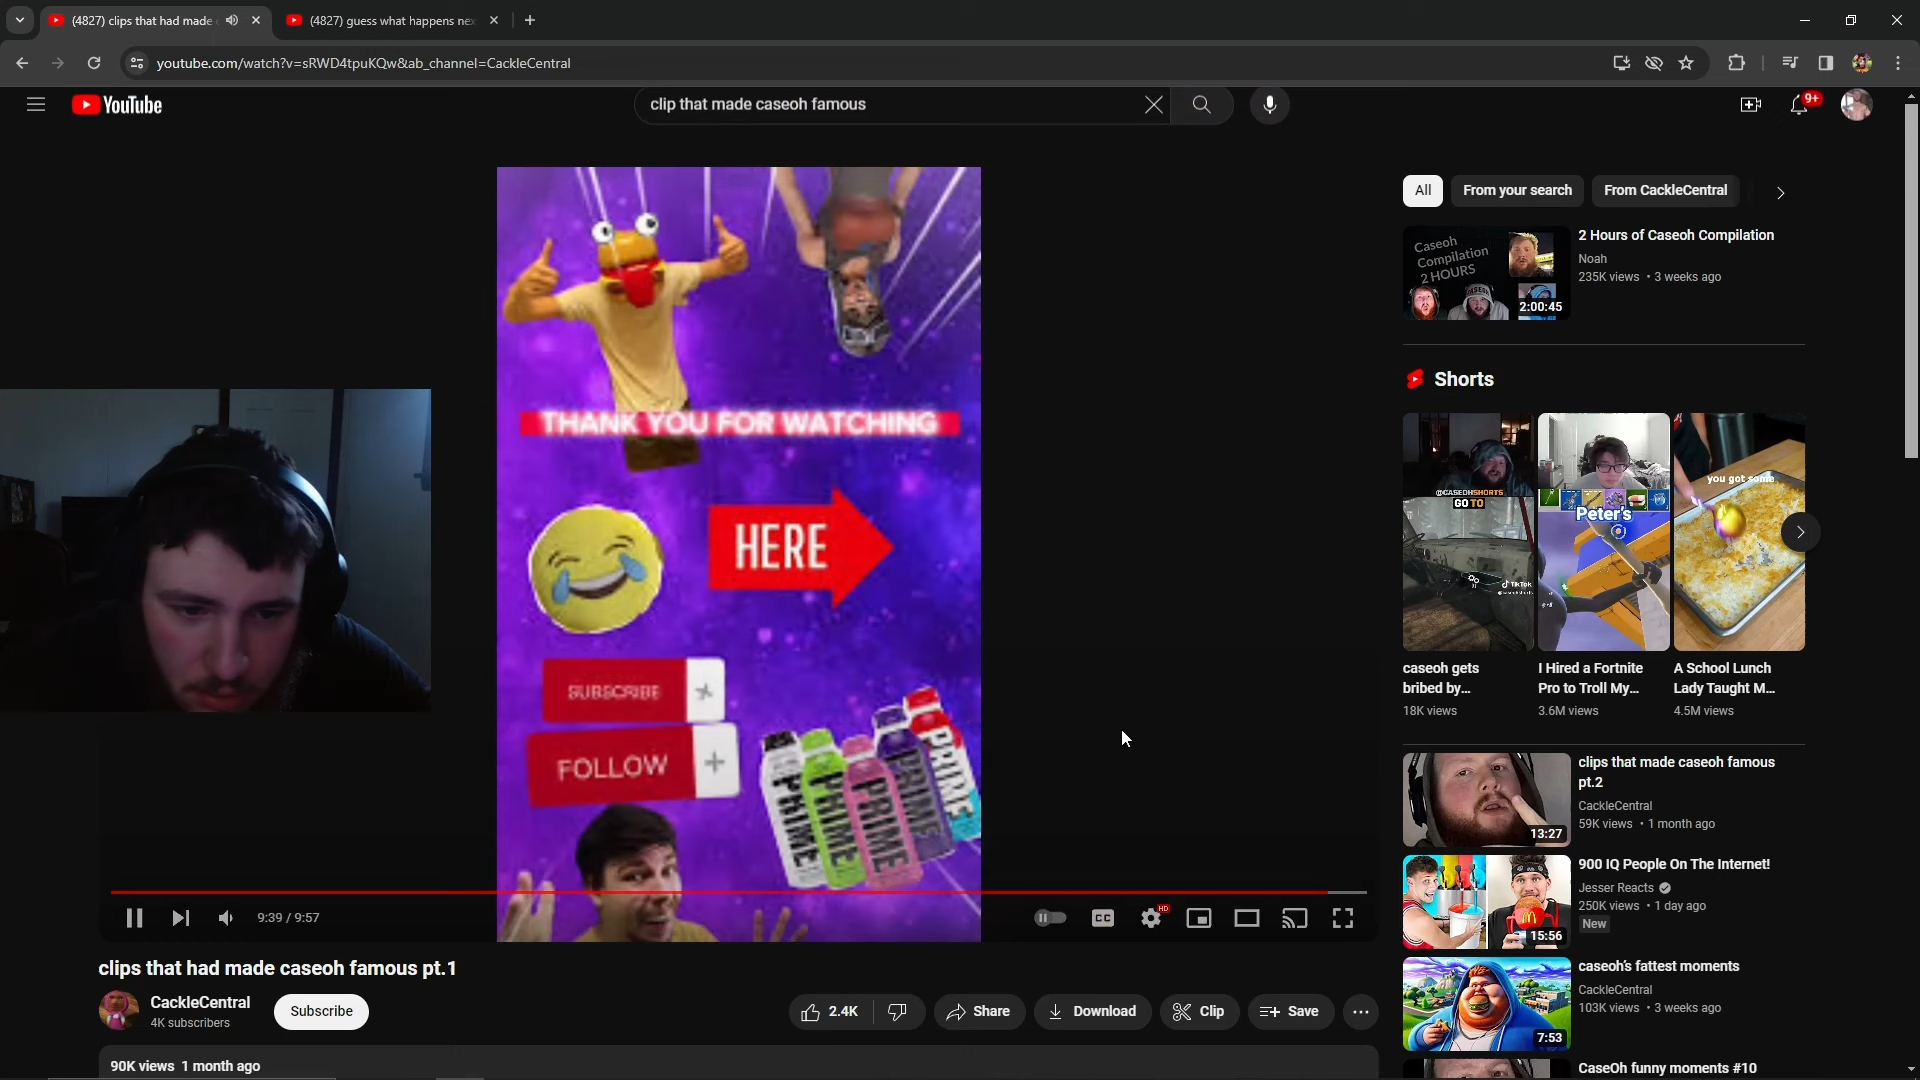 (4827) clips that had made
(4827) guess what happens ne
youtube.com/watch?v=sRWD4tpuKQw&ab_channel=CackleCentral
YouTube
clip that made caseoh famous
9+
THANK YOU FOR WATCHING
HERE
SUBSCRIBE
FOLLOW
PRIME
PRIME
PRIME
PRIME
PRIME
9:39 / 9:57
CC
HD
clips that had made caseoh famous pt.1
CackleCentral
4K subscribers
Subscribe
2.4K
Share
Download
Clip
Save
90K views 1 month ago
All
From your search
From CackleCentral
Caseoh
Compilation
2 HOURS
2:00:45
2 Hours of Caseoh Compilation
Noah
235K views • 3 weeks ago
Shorts
@CASEOHSHORTS
GO TO
TikTok
Peter's
you got some
caseoh gets
bribed by...
18K views
I Hired a Fortnite
Pro to Troll My...
3.6M views
A School Lunch
Lady Taught M...
4.5M views
13:27
clips that made caseoh famous
pt.2
CackleCentral
59K views • 1 month ago
15:56
900 IQ People On The Internet!
Jesser Reacts
250K views • 1 day ago
New
7:53
caseoh's fattest moments
CackleCentral
103K views • 3 weeks ago
CaseOh funny moments #10